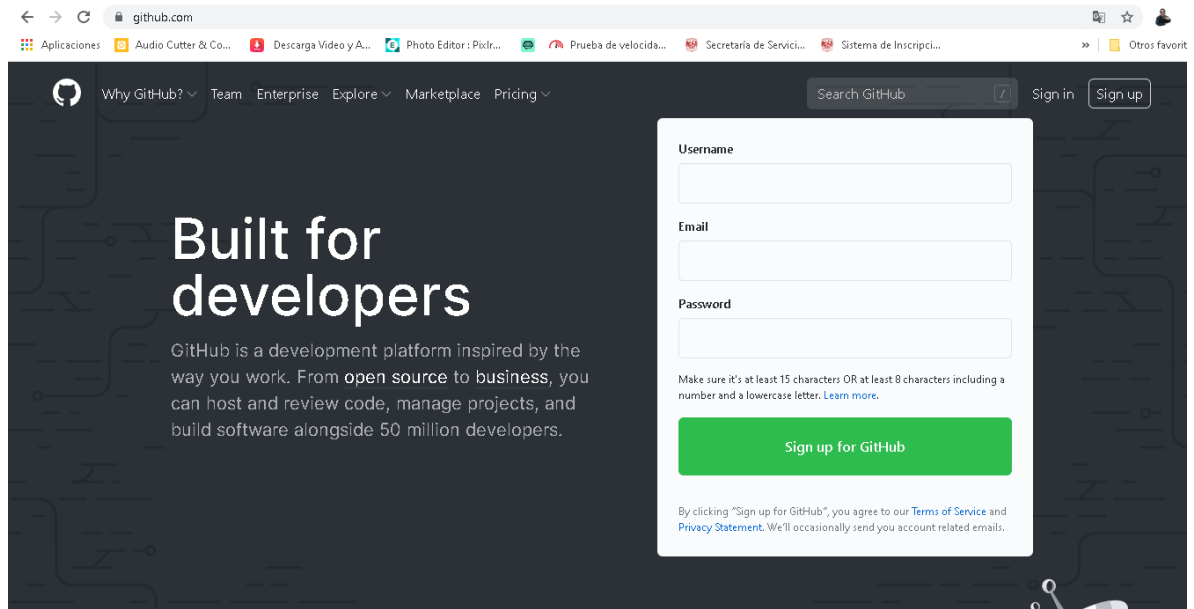 github.com
Aplicaciones Audio Cutter & Co... Descarga Video y A... Photo Editor : Pixlr... Prueba de velocida... Secretaría de Servici... Sistema de Inscripci... » Otros favorit
Why GitHub? Team Enterprise Explore Marketplace Pricing Search GitHub / Sign in Sign up
Username
Email
Password
Make sure it's at least 15 characters OR at least 8 characters including a
number and a lowercase letter. Learn more.
Sign up for GitHub
By clicking “Sign up for GitHub”, you agree to our Terms of Service and
Privacy Statement. We’ll occasionally send you account related emails.
Built for
developers
GitHub is a development platform inspired by the
way you work. From open source to business, you
can host and review code, manage projects, and
build software alongside 50 million developers.